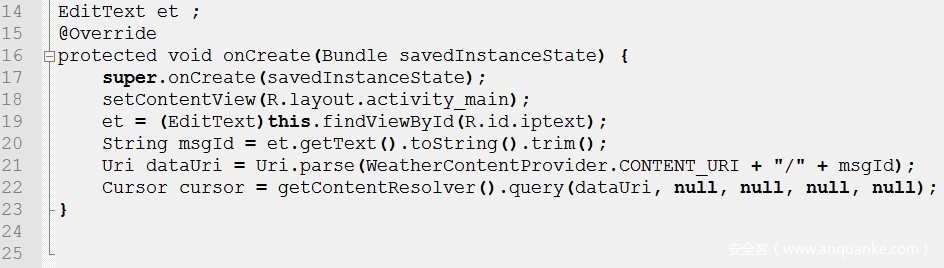 14 EditText et ;
15 @Override
16 protected void onCreate(Bundle savedInstanceState) {
17 super.onCreate(savedInstanceState);
18 setContentView(R.layout.activity_main);
19 et = (EditText)this.findViewById(R.id.iptext);
20 String msgId = et.getText().toString().trim();
21 Uri dataUri = Uri.parse(WeatherContentProvider.CONTENT_URI + "/" + msgId);
22 Cursor cursor = getContentResolver().query(dataUri, null, null, null, null);
23 }
24
25
安全客（www.anquanke.com）